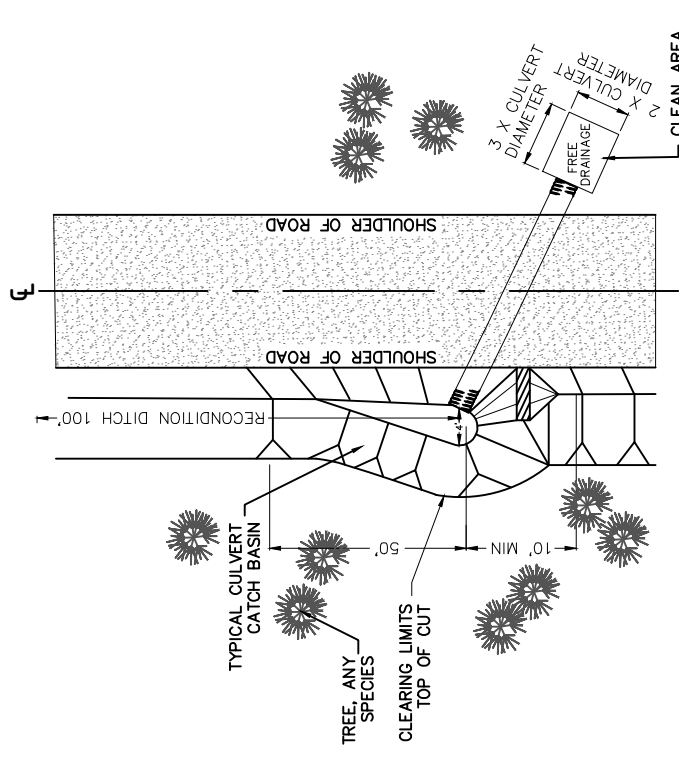 3 X CULVERT
DIAMETER
2 X CULVERT
DIAMETER
FREE
DRAINAGE
CLEAN AREA
SHOULDER OF ROAD
SHOULDER OF ROAD
CL
RECONDITION DITCH 100'
4'
50'
10' MIN
TYPICAL CULVERT
CATCH BASIN
TREE, ANY
SPECIES
CLEARING LIMITS
TOP OF CUT